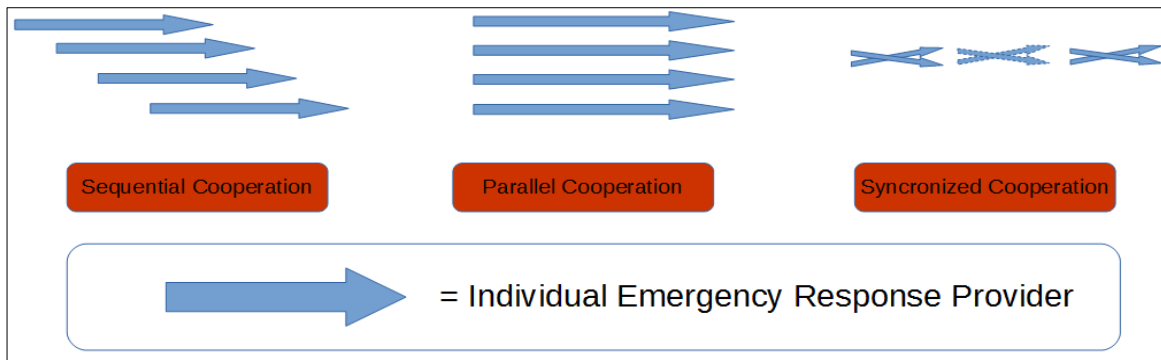 Sequential Cooperation
Parallel Cooperation
Syncronized Cooperation
= Individual Emergency Response Provider